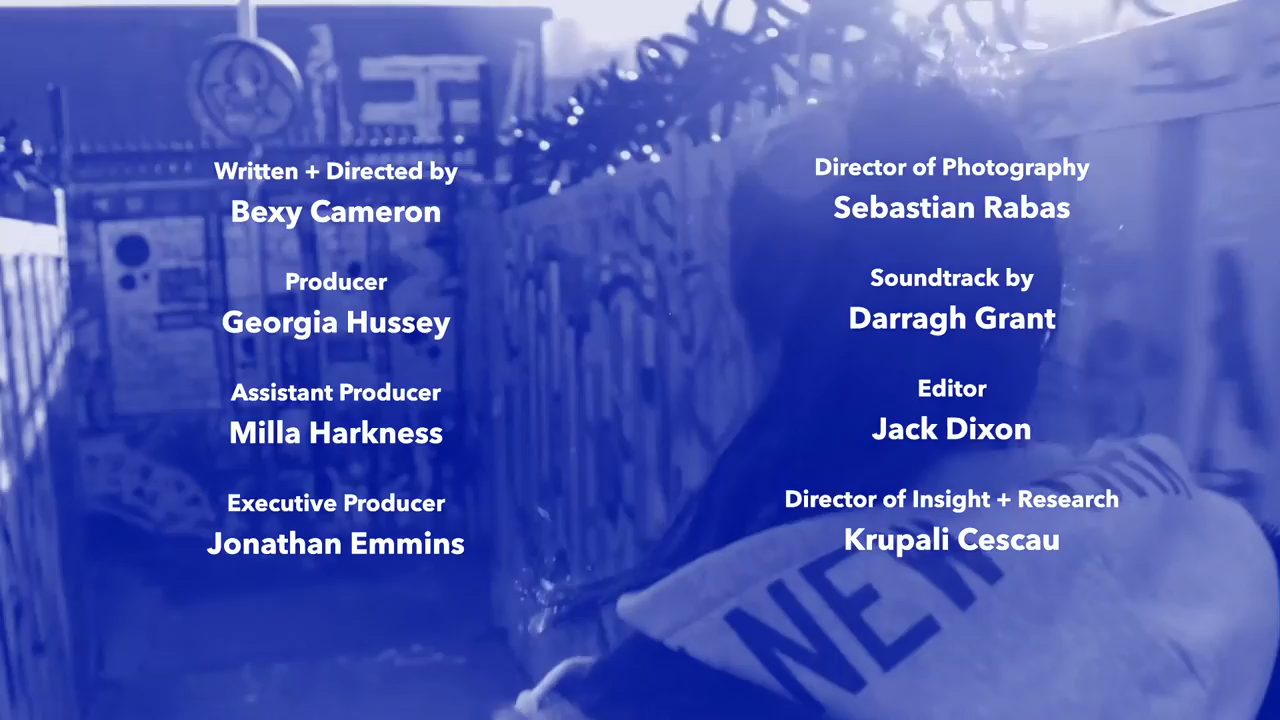 Written + Directed by
Bexy Cameron
Producer
Georgia Hussey
Assistant Producer
Milla Harkness
Executive Producer
Jonathan Emmins
Director of Photography
Sebastian Rabas
Soundtrack by
Darragh Grant
Editor
Jack Dixon
Director of Insight + Research
Krupali Cescau
NEW